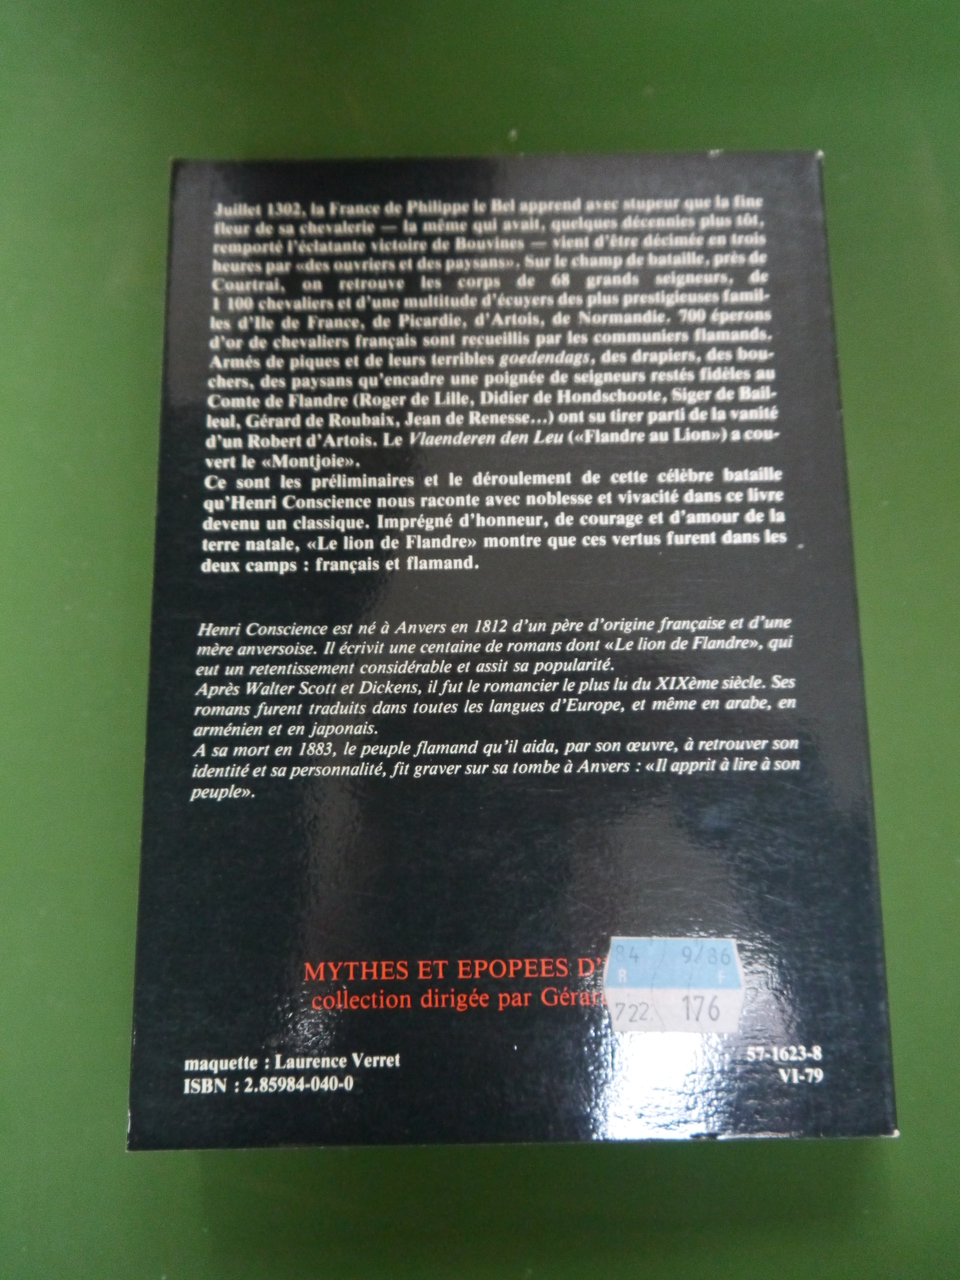 Juillet 1302, la France de Philippe le Bel apprend avec stupeur que la fine
fleur de sa chevalerie — la même qui avait, quelques décennies plus tôt,
remporté l'éclatante victoire de Bouvines — vient d'être décimée en trois
heures par «des ouvriers et des paysans». Sur le champ de bataille, près de
Courtrai, on retrouve les corps de 68 grands seigneurs, de
1 100 chevaliers et d'une multitude d'écuyers des plus prestigieuses famil-
les d'Ile de France, de Picardie, d'Artois, de Normandie. 700 éperons
d'or de chevaliers français sont recueillis par les communiers flamands.
Armés de piques et de leurs terribles goedendags, des drapiers, des bou-
chers, des paysans qu'encadre une poignée de seigneurs restés fidèles au
Comte de Flandre (Roger de Lille, Didier de Hondschoote, Siger de Bail-
leul, Gérard de Roubaix, Jean de Renesse...) ont su tirer parti de la vanité
d'un Robert d'Artois. Le Vlaenderen den Leu («Flandre au Lion») a cou-
vert le «Montjoie».
Ce sont les préliminaires et le déroulement de cette célèbre bataille
qu'Henri Conscience nous raconte avec noblesse et vivacité dans ce livre
devenu un classique. Imprégné d'honneur, de courage et d'amour de la
terre natale, «Le lion de Flandre» montre que ces vertus furent dans les
deux camps : français et flamand.
Henri Conscience est né à Anvers en 1812 d'un père d'origine française et d'une
mère anversoise. Il écrivit une centaine de romans dont «Le lion de Flandre», qui
eut un retentissement considérable et assit sa popularité.
Après Walter Scott et Dickens, il fut le romancier le plus lu du XIXème siècle. Ses
romans furent traduits dans toutes les langues d'Europe, et même en arabe, en
arménien et en japonais.
A sa mort en 1883, le peuple flamand qu'il aida, par son œuvre, à retrouver son
identité et sa personnalité, fit graver sur sa tombe à Anvers : «Il apprit à lire à son
peuple».
MYTHES ET EPOPEES D'
collection dirigée par Gérar
84 9/86
R F
722. 176
maquette : Laurence Verret
ISBN : 2.85984-040-0
57-1623-8
VI-79